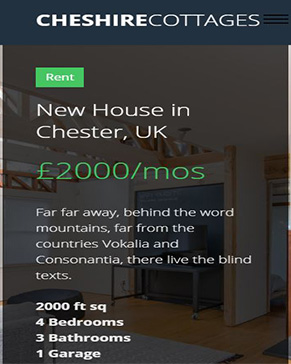 CHESHIRECOTTAGES
Rent
New House in
Chester, UK
£2000/mos
Far far away, behind the word
mountains, far from the
countries Vokalia and
Consonantia, there live the blind
texts.
2000 ft sq
4 Bedrooms
3 Bathrooms
1 Garage